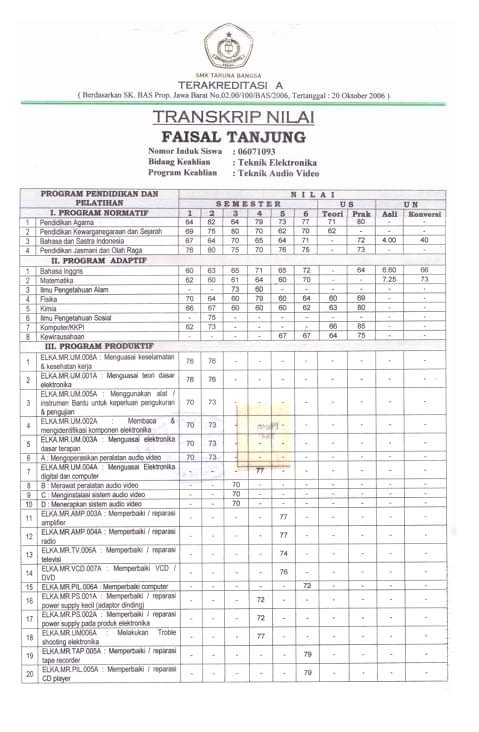 SMK TARUNA BANGSA
TERAKREDITASI A
( Berdasarkan SK. BAS Prop. Jawa Barat No.02.00/100/BAS/2006, Tertanggal : 20 Oktober 2006 )
TRANSKRIP NILAI
FAISAL TANJUNG
Nomor Induk Siswa : 06071093
Bidang Keahlian : Teknik Elektronika
Program Keahlian : Teknik Audio Video
PROGRAM PENDIDIKAN DAN PELATIHAN N I L A I
SEMESTER U S U N
I. PROGRAM NORMATIF 1 2 3 4 5 6 Teori Prak Asli Konversi
1 Pendidikan Agama 64 62 64 79 73 77 71 80 - -
2 Pendidikan Kewarganegaraan dan Sejarah 69 75 80 70 62 70 62 - - -
3 Bahasa dan Sastra Indonesia 67 64 70 65 64 71 - 72 4.00 40
4 Pendidikan Jasmani dan Olah Raga 76 80 75 70 76 76 - 73 - -
II. PROGRAM ADAPTIF
1 Bahasa Inggris 60 63 65 71 65 72 - 64 6.60 66
2 Matematika 62 60 61 64 60 70 - - 7.25 73
3 Ilmu Pengetahuan Alam - - 73 60 - - - - - -
4 Fisika 70 64 60 79 60 64 60 69 - -
5 Kimia 66 67 60 60 60 62 63 80 - -
6 Ilmu Pengetahuan Sosial - 75 - - - - - - - -
7 Komputer/KKPI 62 73 - - - - 66 85 - -
8 Kewirausahaan - - - - 67 67 64 75 - -
III. PROGRAM PRODUKTIF
1 ELKA.MR.UM.008A : Menguasai keselamatan & kesehatan kerja 76 76 - - - - - - - -
2 ELKA.MR.UM.001A : Menguasai teori dasar elektronika 76 76 - - - - - - - -
3 ELKA.MR.UM.005A : Menggunakan alat / instrumen Bantu untuk keperluan pengukuran & pengujian 70 73 - - - - - - - -
4 ELKA.MR.UM.002A : Membaca & mengidentifikasi komponen elektronika 70 73 - - - - - - -
5 ELKA.MR.UM.003A : Menguasai elektronika dasar terapan 70 73 - - - - - - - -
6 A : Mengoperasikan peralatan audio video 70 73 - - - - - - - -
7 ELKA.MR.UM.004A : Menguasai Elektronika digital dan computer - - - 77 - - - - - -
8 B : Merawat peralatan audio video - - 70 - - - - - - -
9 C : Menginstalasi sistem audio video - - 70 - - - - - - -
10 D : Menerapkan sistem audio video - - 70 - - - - - - -
11 ELKA.MR.AMP.003A : Memperbaiki / reparasi amplifier - - - - 77 - - - - -
12 ELKA.MR.AMP.004A : Memperbaiki / reparasi radio - - - - 77 - - - - -
13 ELKA.MR.TV.006A : Memperbaiki / reparasi televisi - - - - 74 - - - - -
14 ELKA.MR.VCD.007A : Memperbaiki VCD / DVD - - - - 76 - - - - -
15 ELKA.MR.PIL.006A : Memperbaiki computer - - - - - 72 - - - -
16 ELKA.MR.PS.001A : Memperbaiki / reparasi power supply kecil (adaptor dinding) - - - 72 - - - - - -
17 ELKA.MR.PS.002A : Memperbaiki / reparasi power supply pada produk elektronika - - - 72 - - - - - -
18 ELKA.MR.UM006A : Melakukan Troble shooting elektronika - - - 77 - - - - - -
19 ELKA.MR.TAP.005A : Memperbaiki / reparasi tape recorder - - - - - 79 - - - -
20 ELKA.MR.PIL.005A : Memperbaiki / reparasi CD player - - - - - 79 - - - -